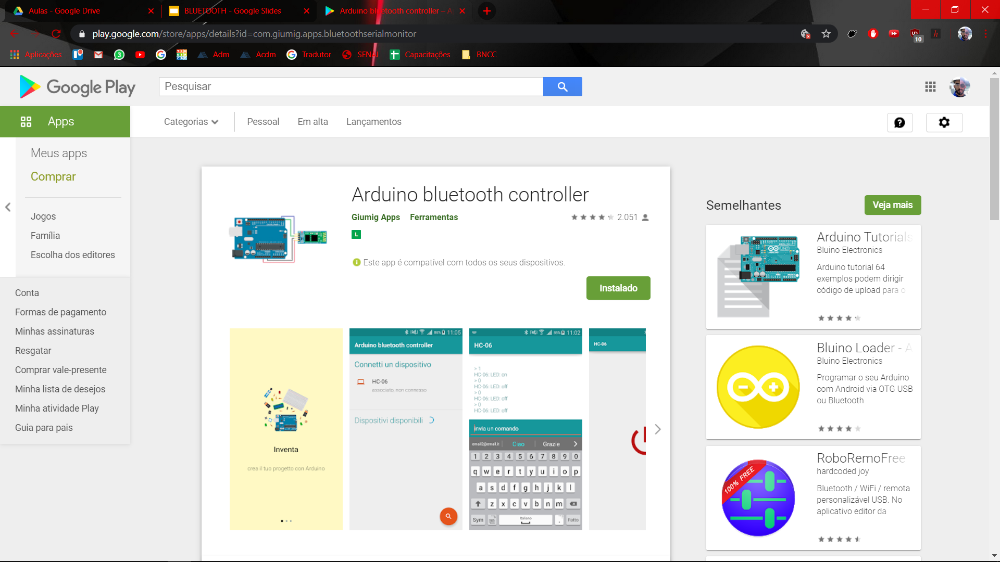 Aulas - Google Drive
BLUETOOTH - Google Slides
Arduino bluetooth controller – A
play.google.com/store/apps/details?id=com.giumig.apps.bluetoothserialmonitor
10
Aplicações
3
Adm
Acdm
Tradutor
SENAI
Capacitações
BNCC
Google Play
Pesquisar
Apps
Categorias
Pessoal
Em alta
Lançamentos
Meus apps
Comprar
Jogos
Família
Escolha dos editores
Conta
Formas de pagamento
Minhas assinaturas
Resgatar
Comprar vale-presente
Minha lista de desejos
Minha atividade Play
Guia para pais
Arduino bluetooth controller
Giumig Apps Ferramentas
2.051
L
Este app é compatível com todos os seus dispositivos.
Instalado
Inventa
crea il tuo progetto con Arduino
86% 11:05
Arduino bluetooth controller
Connetti un dispositivo
HC-06
associato, non connesso
Dispositivi disponibili
86% 11:02
HC-06
> 1
HC-06: LED: on
> 0
HC-06: LED: off
> 0
HC-06: LED: off
> 0
HC-06: LED: off
Invia un comando
email2@email.it Ciao Grazie
1 2 3 4 5 6 7 8 9 0
q w e r t y u i o p
a s d f g h j k l
z x c v b n m
Sym Italiano . Fatto
HC-06
Semelhantes
Veja mais
Arduino Tutorials
Bluino Electronics
Arduino tutorial 64
exemplos podem dirigir
código de upload para o
Bluino Loader - A
Bluino Electronics
Programar o seu Arduino
com Android via OTG USB
ou Bluetooth
100% FREE
RoboRemoFree
hardcoded joy
Bluetooth / WiFi / remota
personalizável USB. No
aplicativo editor da